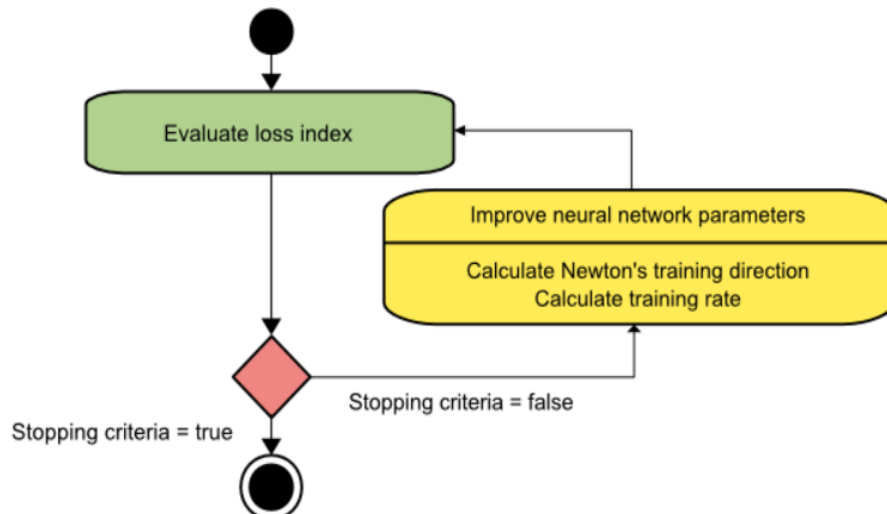 Evaluate loss index
Improve neural network parameters
Calculate Newton's training direction
Calculate training rate
Stopping criteria = false
Stopping criteria = true